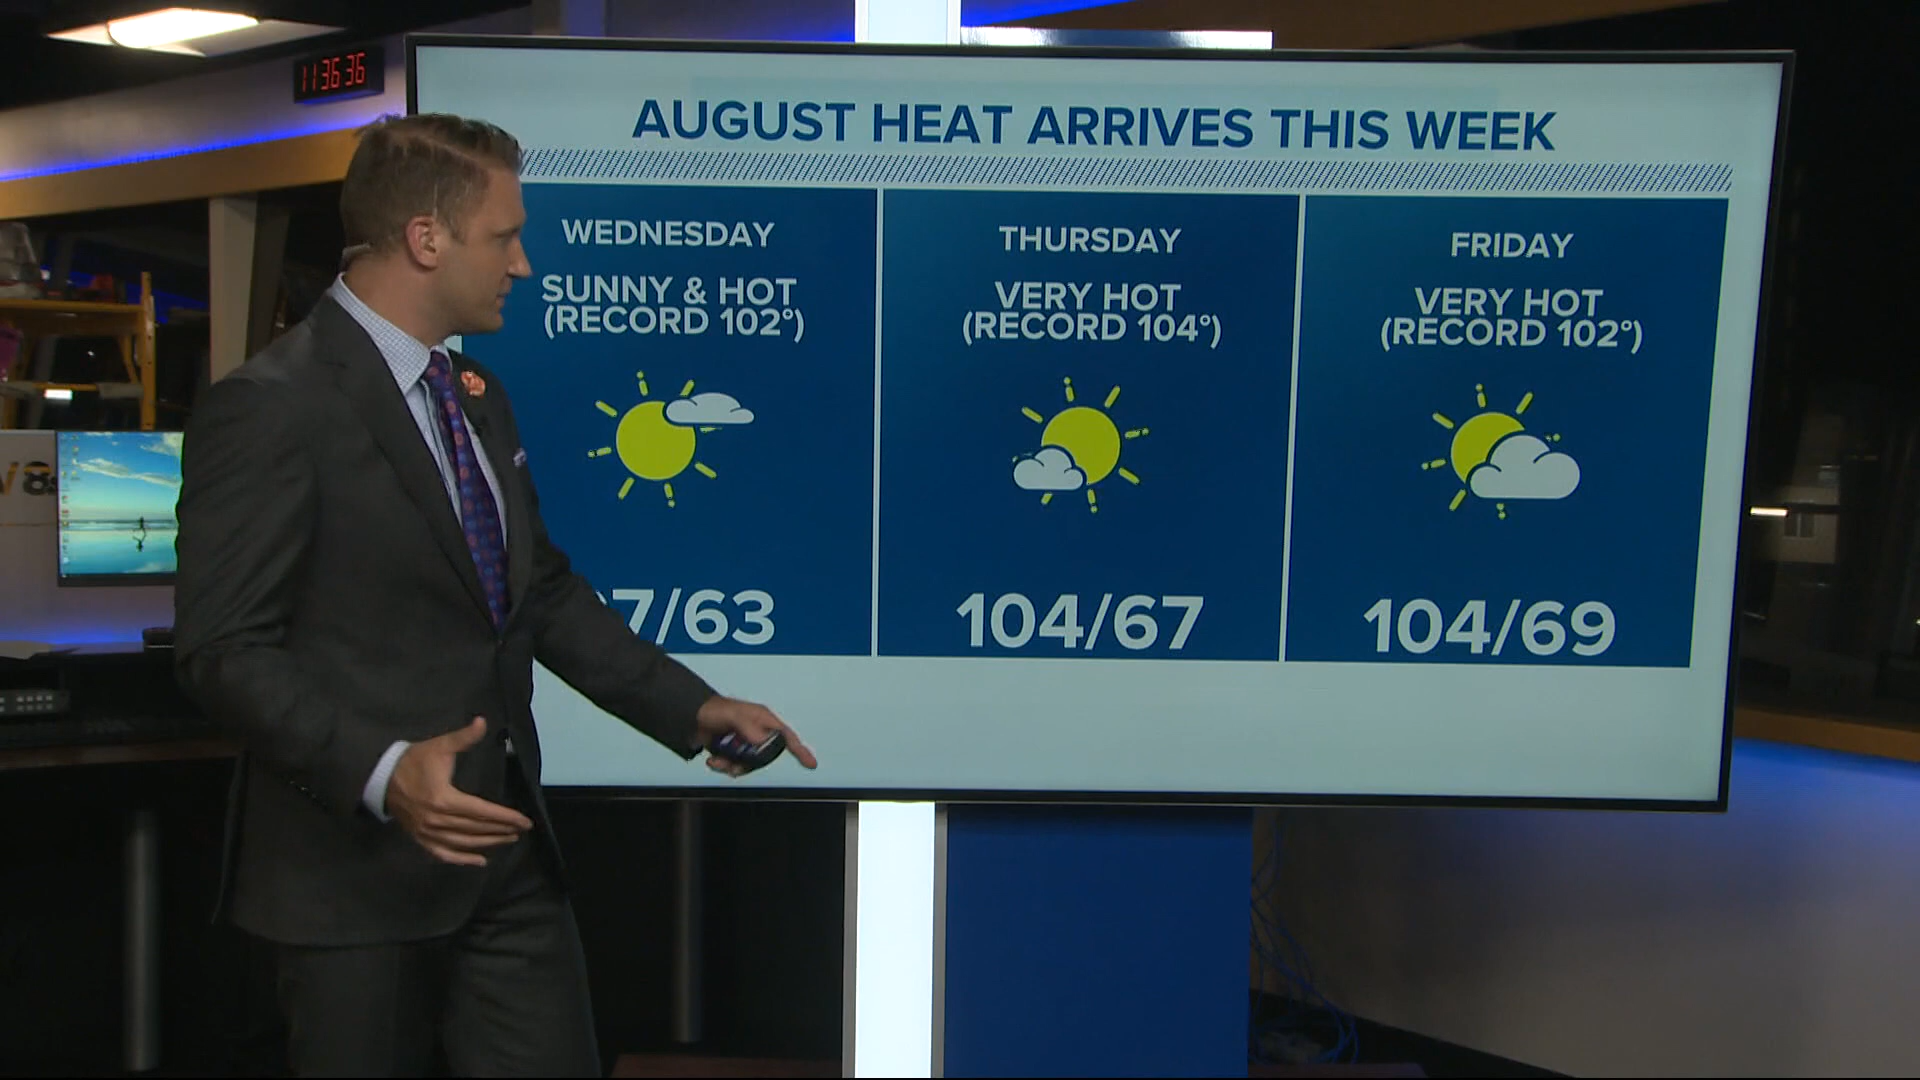 11:36:36
AUGUST HEAT ARRIVES THIS WEEK
WEDNESDAY
SUNNY & HOT
(RECORD 102°)
7/63
THURSDAY
VERY HOT
(RECORD 104°)
104/67
FRIDAY
VERY HOT
(RECORD 102°)
104/69
8